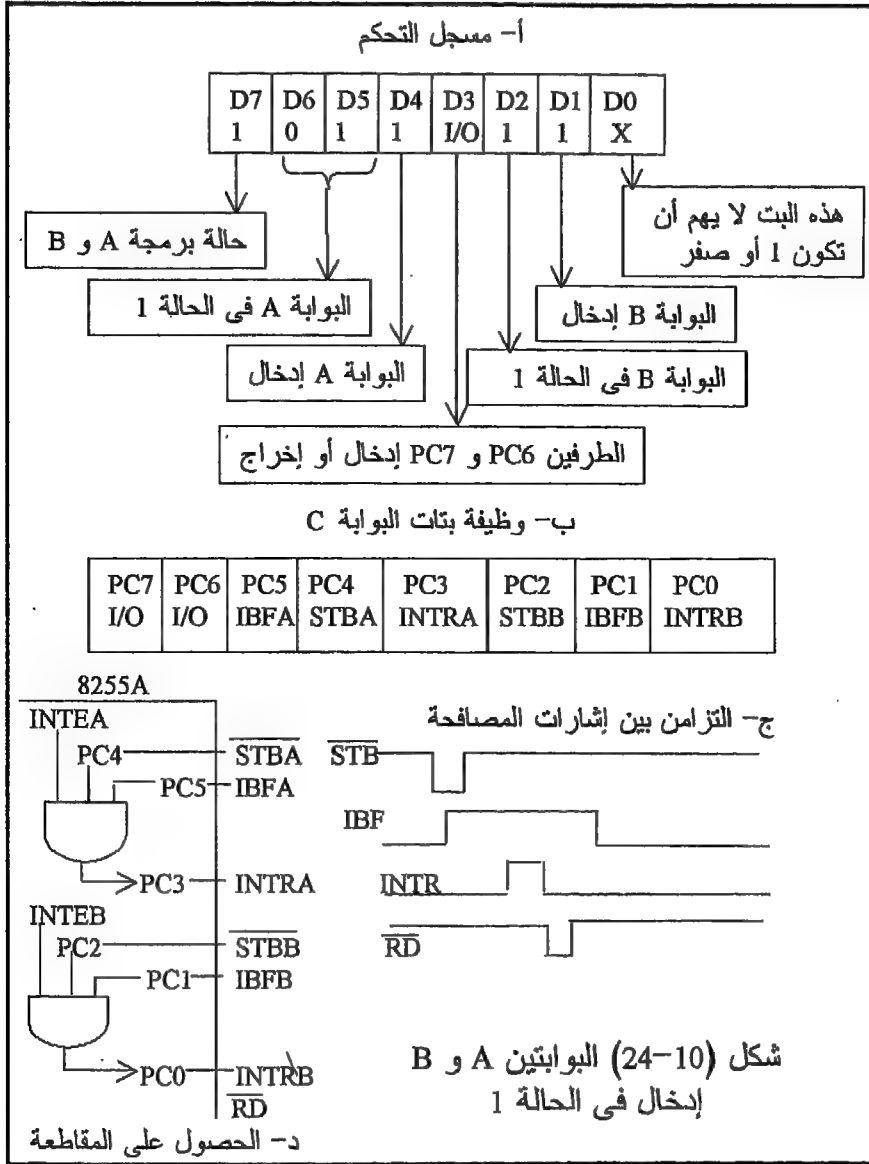 أ- مسجل التحكم
D7 D6 D5 D4 D3 D2 D1 D0
1 0 1 1 I/O 1 1 X
هذه البت لا يهم أن
تكون 1 أو صفر
حالة برمجة A و B
البوابة A فى الحالة 1
البوابة B إدخال
البوابة A إدخال
البوابة B فى الحالة 1
الطرفين PC6 و PC7 إدخال أو إخراج
ب- وظيفة بتات البوابة C
PC7 PC6 PC5 PC4 PC3 PC2 PC1 PC0
I/O I/O IBFA STBA INTRA STBB IBFB INTRB
8255A
ج- التزامن بين إشارات المصافحة
INTEA
PC4 STBA
PC5 IBFA
PC3 INTRA
INTEB
PC2 STBB
PC1 IBFB
PC0 INTRB
RD
STB
IBF
INTR
RD
شكل (10-24) البوابتين A و B
إدخال فى الحالة 1
د- الحصول على المقاطعة